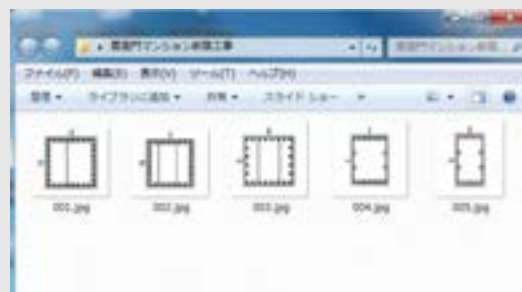 マンション新築工事
ファイル(F) 編集(E) 表示(V) ツール(T) ヘルプ(H)
整理 ライブラリに追加 共有 スライド ショー
001.jpg 002.jpg 003.jpg 004.jpg 005.jpg